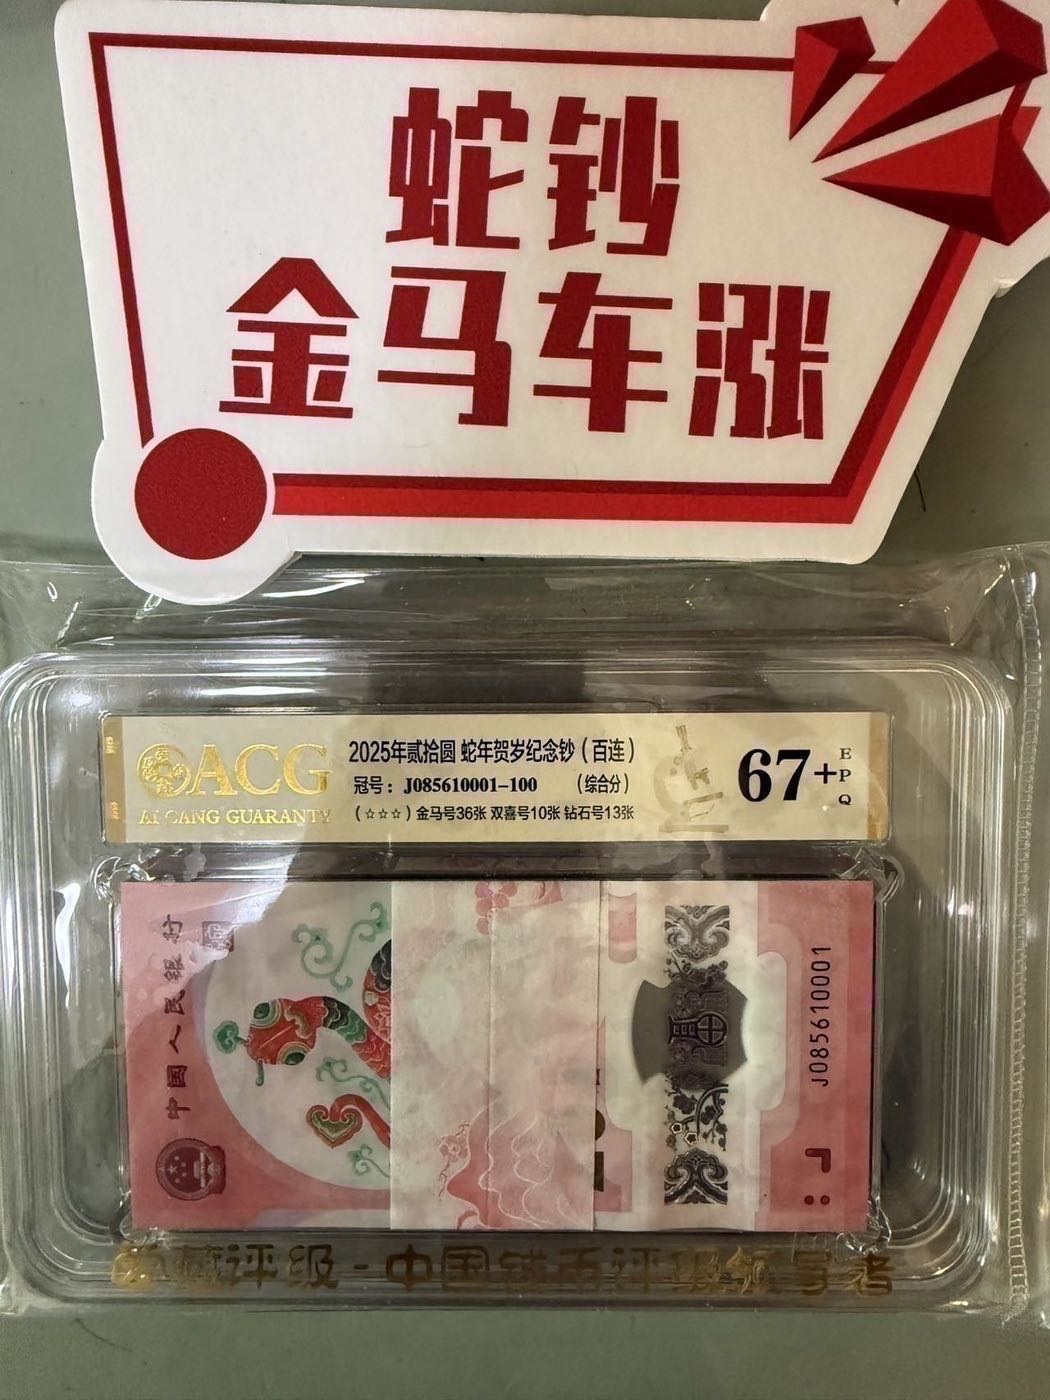 蛇钞
金马车涨
ACG
AI CANG GUARANTY
2025年贰拾圆 蛇年贺岁纪念钞(百连)
冠号:J085610001-100 (综合分)
(☆☆☆)金马号36张 双喜号10张 钻石号13张
67+
EPQ
中国人民银行
J085610001
爱藏评级-中国钱币评级领导者